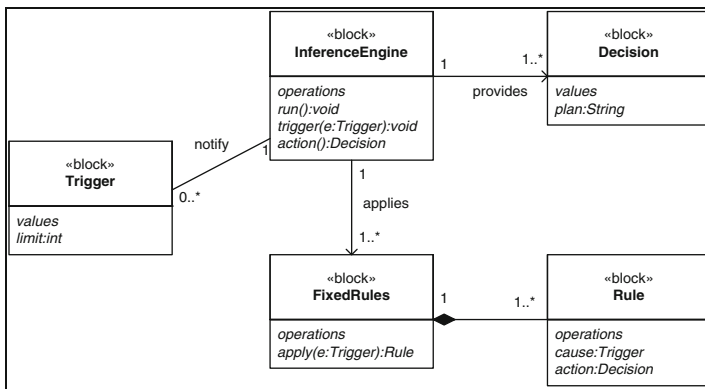 «block»
InferenceEngine
operations
run():void
trigger(e:Trigger):void
action():Decision
1
1..*
provides
«block»
Decision
values
plan:String
notify
1
0..*
«block»
Trigger
values
limit:int
1
applies
1..*
«block»
FixedRules
operations
apply(e:Trigger):Rule
1
1..*
«block»
Rule
operations
cause:Trigger
action:Decision